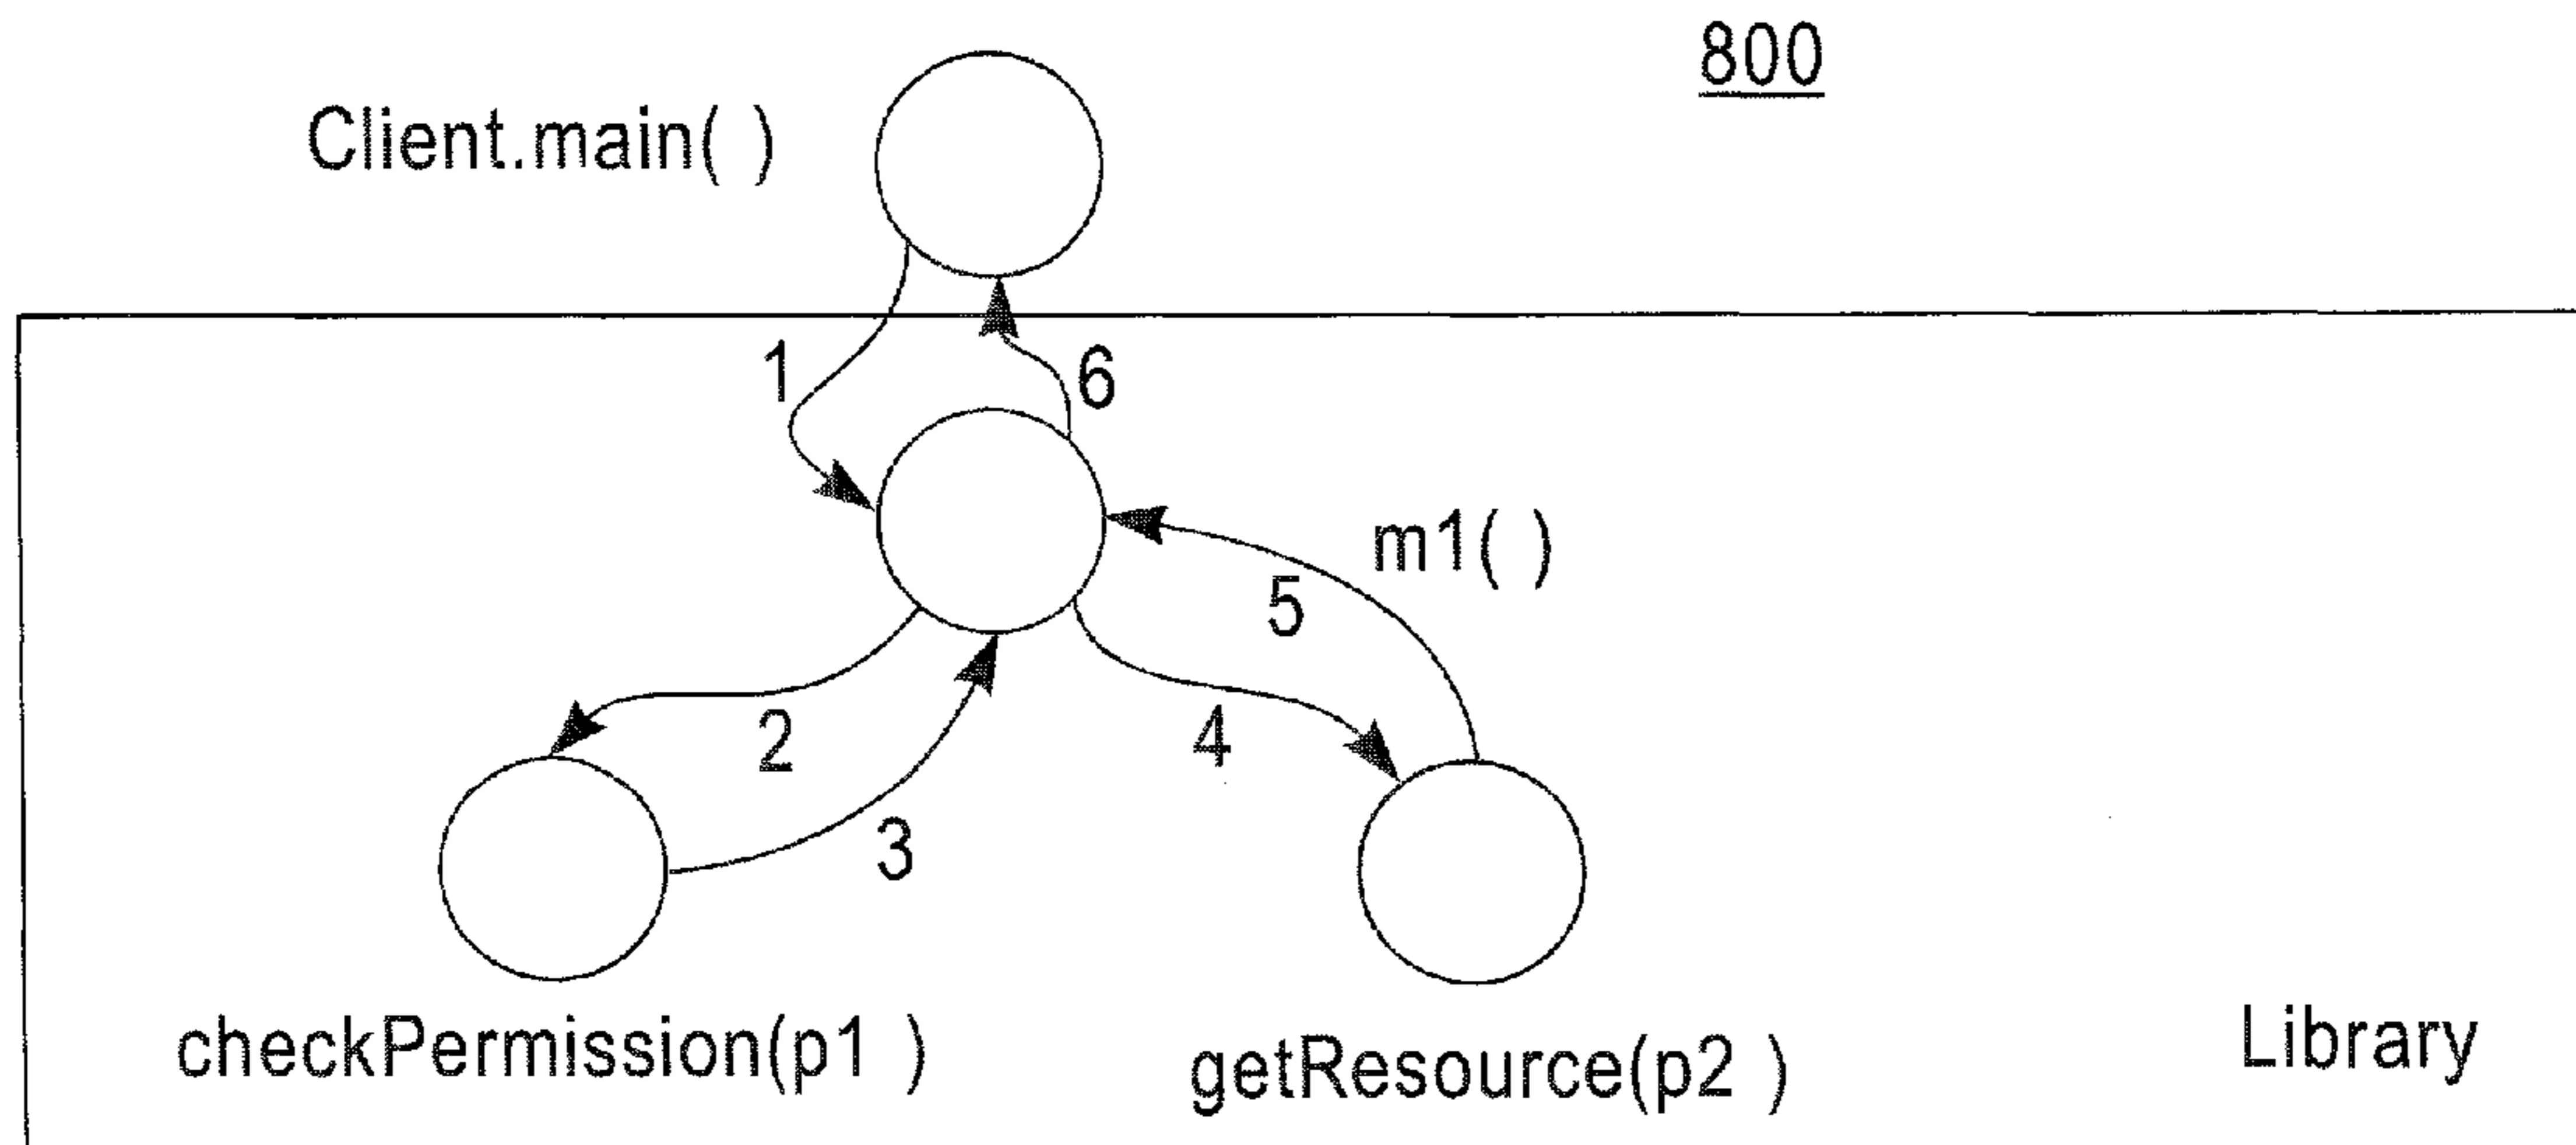 800
Client.main( )
1
6
m1( )
5
2
4
3
checkPermission(p1 )
getResource(p2 )
Library